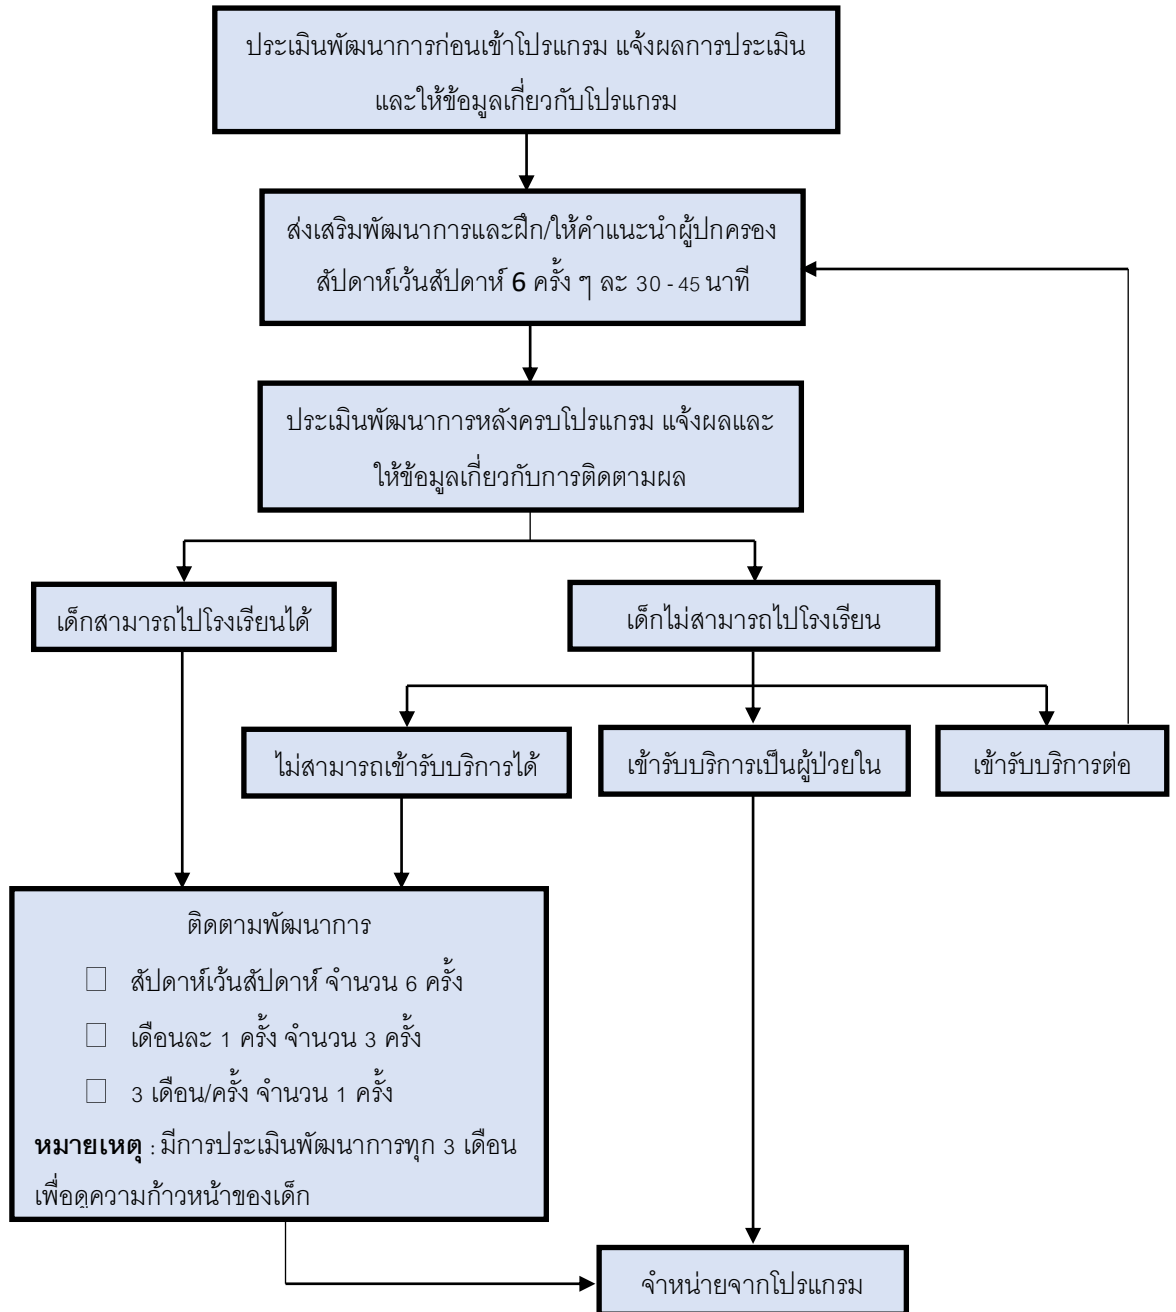 ประเมินพัฒนาการก่อนเข้าโปรแกรม แจ้งผลการประเมิน
และให้ข้อมูลเกี่ยวกับโปรแกรม
ส่งเสริมพัฒนาการและฝึก/ให้คำแนะนำผู้ปกครอง
สัปดาห์เว้นสัปดาห์ 6 ครั้ง ๆ ละ 30 - 45 นาที
ประเมินพัฒนาการหลังครบโปรแกรม แจ้งผลและ
ให้ข้อมูลเกี่ยวกับการติดตามผล
เด็กสามารถไปโรงเรียนได้
เด็กไม่สามารถไปโรงเรียน
ไม่สามารถเข้ารับบริการได้
เข้ารับบริการเป็นผู้ป่วยใน
เข้ารับบริการต่อ
ติดตามพัฒนาการ
☐ สัปดาห์เว้นสัปดาห์ จำนวน 6 ครั้ง
☐ เดือนละ 1 ครั้ง จำนวน 3 ครั้ง
☐ 3 เดือน/ครั้ง จำนวน 1 ครั้ง
หมายเหตุ : มีการประเมินพัฒนาการทุก 3 เดือน
เพื่อดูความก้าวหน้าของเด็ก
จำหน่ายจากโปรแกรม